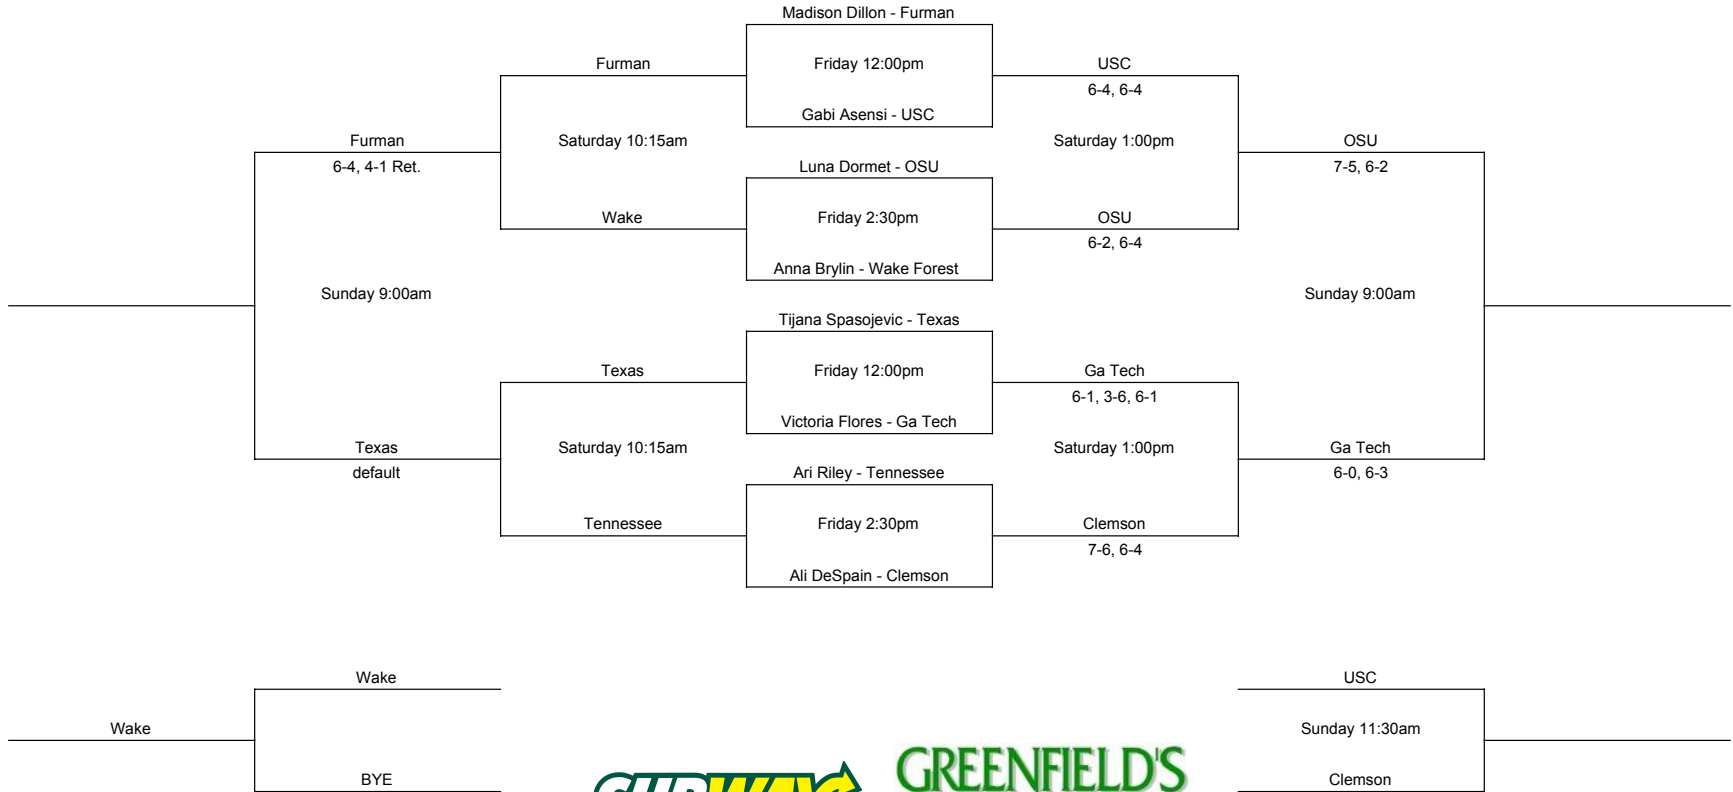 Madison Dillon - Furman
Furman
Friday 12:00pm
USC
6-4, 6-4
Gabi Asensi - USC
Furman
Saturday 10:15am
Saturday 1:00pm
OSU
6-4, 4-1 Ret.
Luna Dormet - OSU
7-5, 6-2
Wake
Friday 2:30pm
OSU
6-2, 6-4
Anna Brylin - Wake Forest
Sunday 9:00am
Sunday 9:00am
Tijana Spasojevic - Texas
Texas
Friday 12:00pm
Ga Tech
6-1, 3-6, 6-1
Victoria Flores - Ga Tech
Texas
Saturday 10:15am
Saturday 1:00pm
Ga Tech
default
Ari Riley - Tennessee
6-0, 6-3
Tennessee
Friday 2:30pm
Clemson
7-6, 6-4
Ali DeSpain - Clemson
Wake
USC
Wake
Sunday 11:30am
BYE
SUBWAY
GREENFIELD'S
Clemson